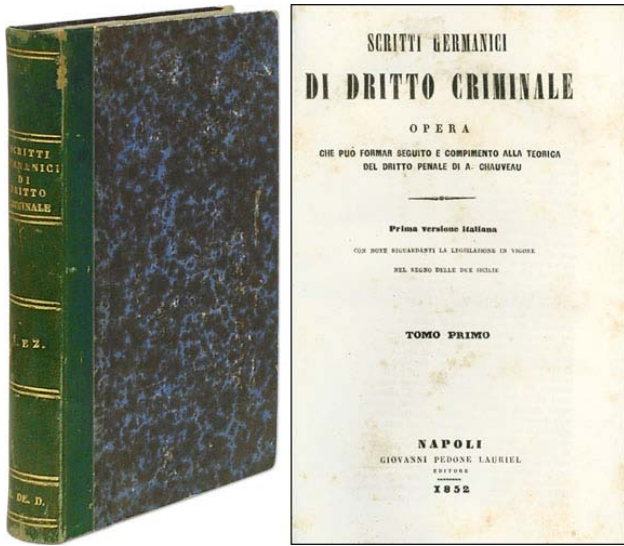 SCRITTI
DI
DRITTO
E 2.
DE. D.
SCRITTI GERMANICI
DI DRITTO CRIMINALE
OPERA
CHE PUÒ FORMAR SEGUITO E COMPIMENTO ALLA TEORICA
DEL DRITTO PENALE DI A. CHAUVEAU
Prima versione italiana
CON NOTE RIGUARDANTI LA LEGISLAZIONE IN VIGORE
NEL REGNO DELLE DUE SICILIE
TOMO PRIMO
NAPOLI
GIOVANNI PEDONE LAURIEL
EDITORE
1852